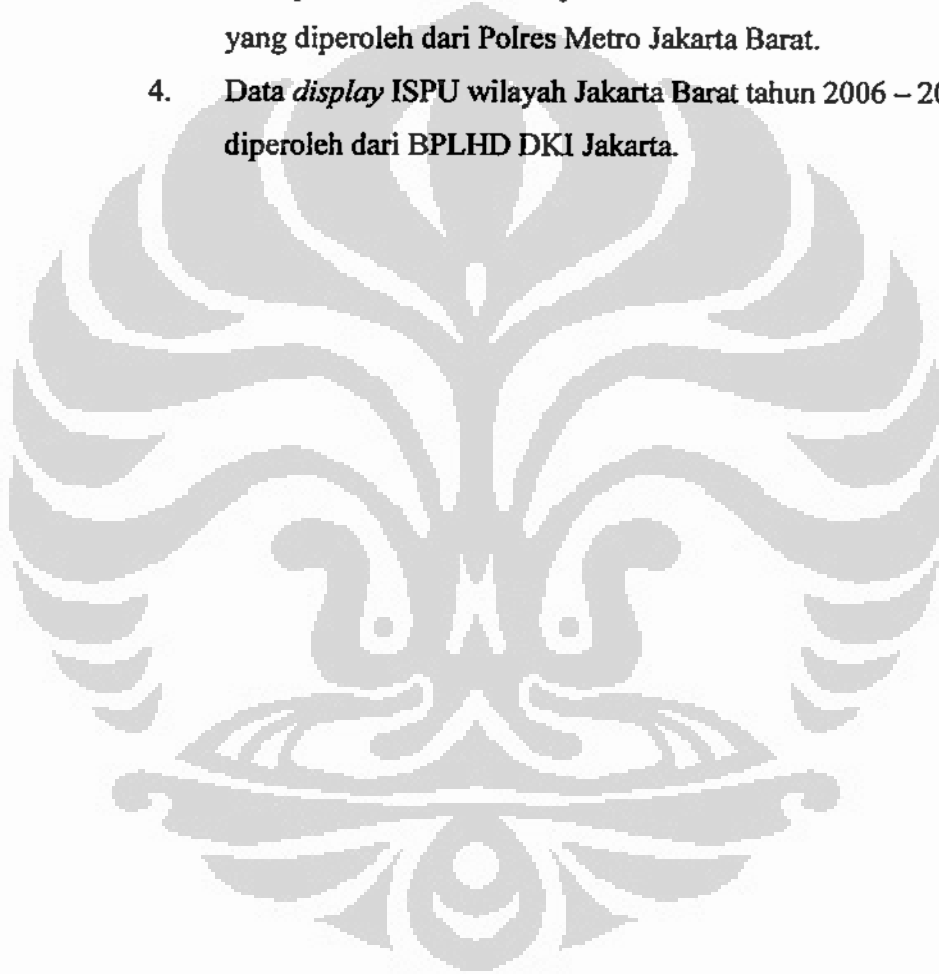 yang diperoleh dari Polres Metro Jakarta Barat.
4. Data display ISPU wilayah Jakarta Barat tahun 2006 –
diperoleh dari BPLHD DKI Jakarta.